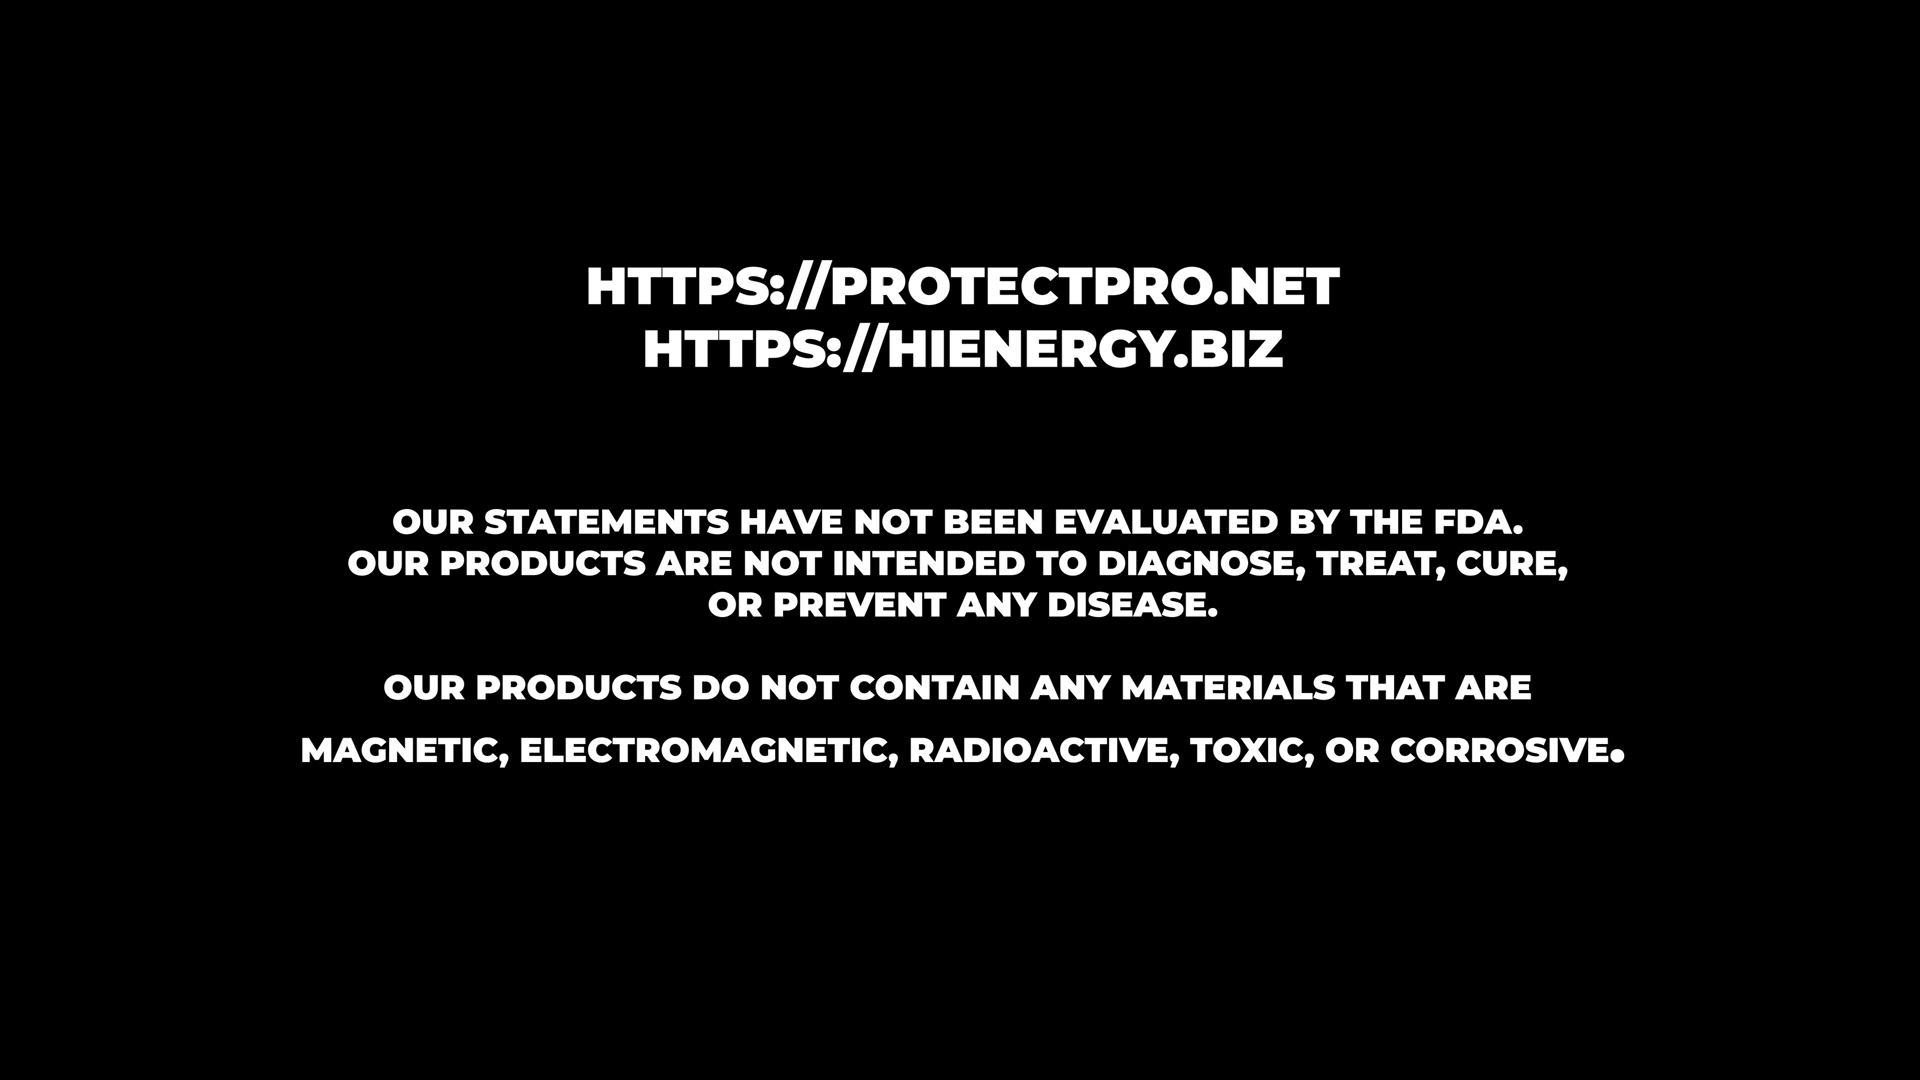 HTTPS://PROTECTPRO.NET
HTTPS://HIENERGY.BIZ
OUR STATEMENTS HAVE NOT BEEN EVALUATED BY THE FDA.
OUR PRODUCTS ARE NOT INTENDED TO DIAGNOSE, TREAT, CURE,
OR PREVENT ANY DISEASE.
OUR PRODUCTS DO NOT CONTAIN ANY MATERIALS THAT ARE
MAGNETIC, ELECTROMAGNETIC, RADIOACTIVE, TOXIC, OR CORROSIVE.